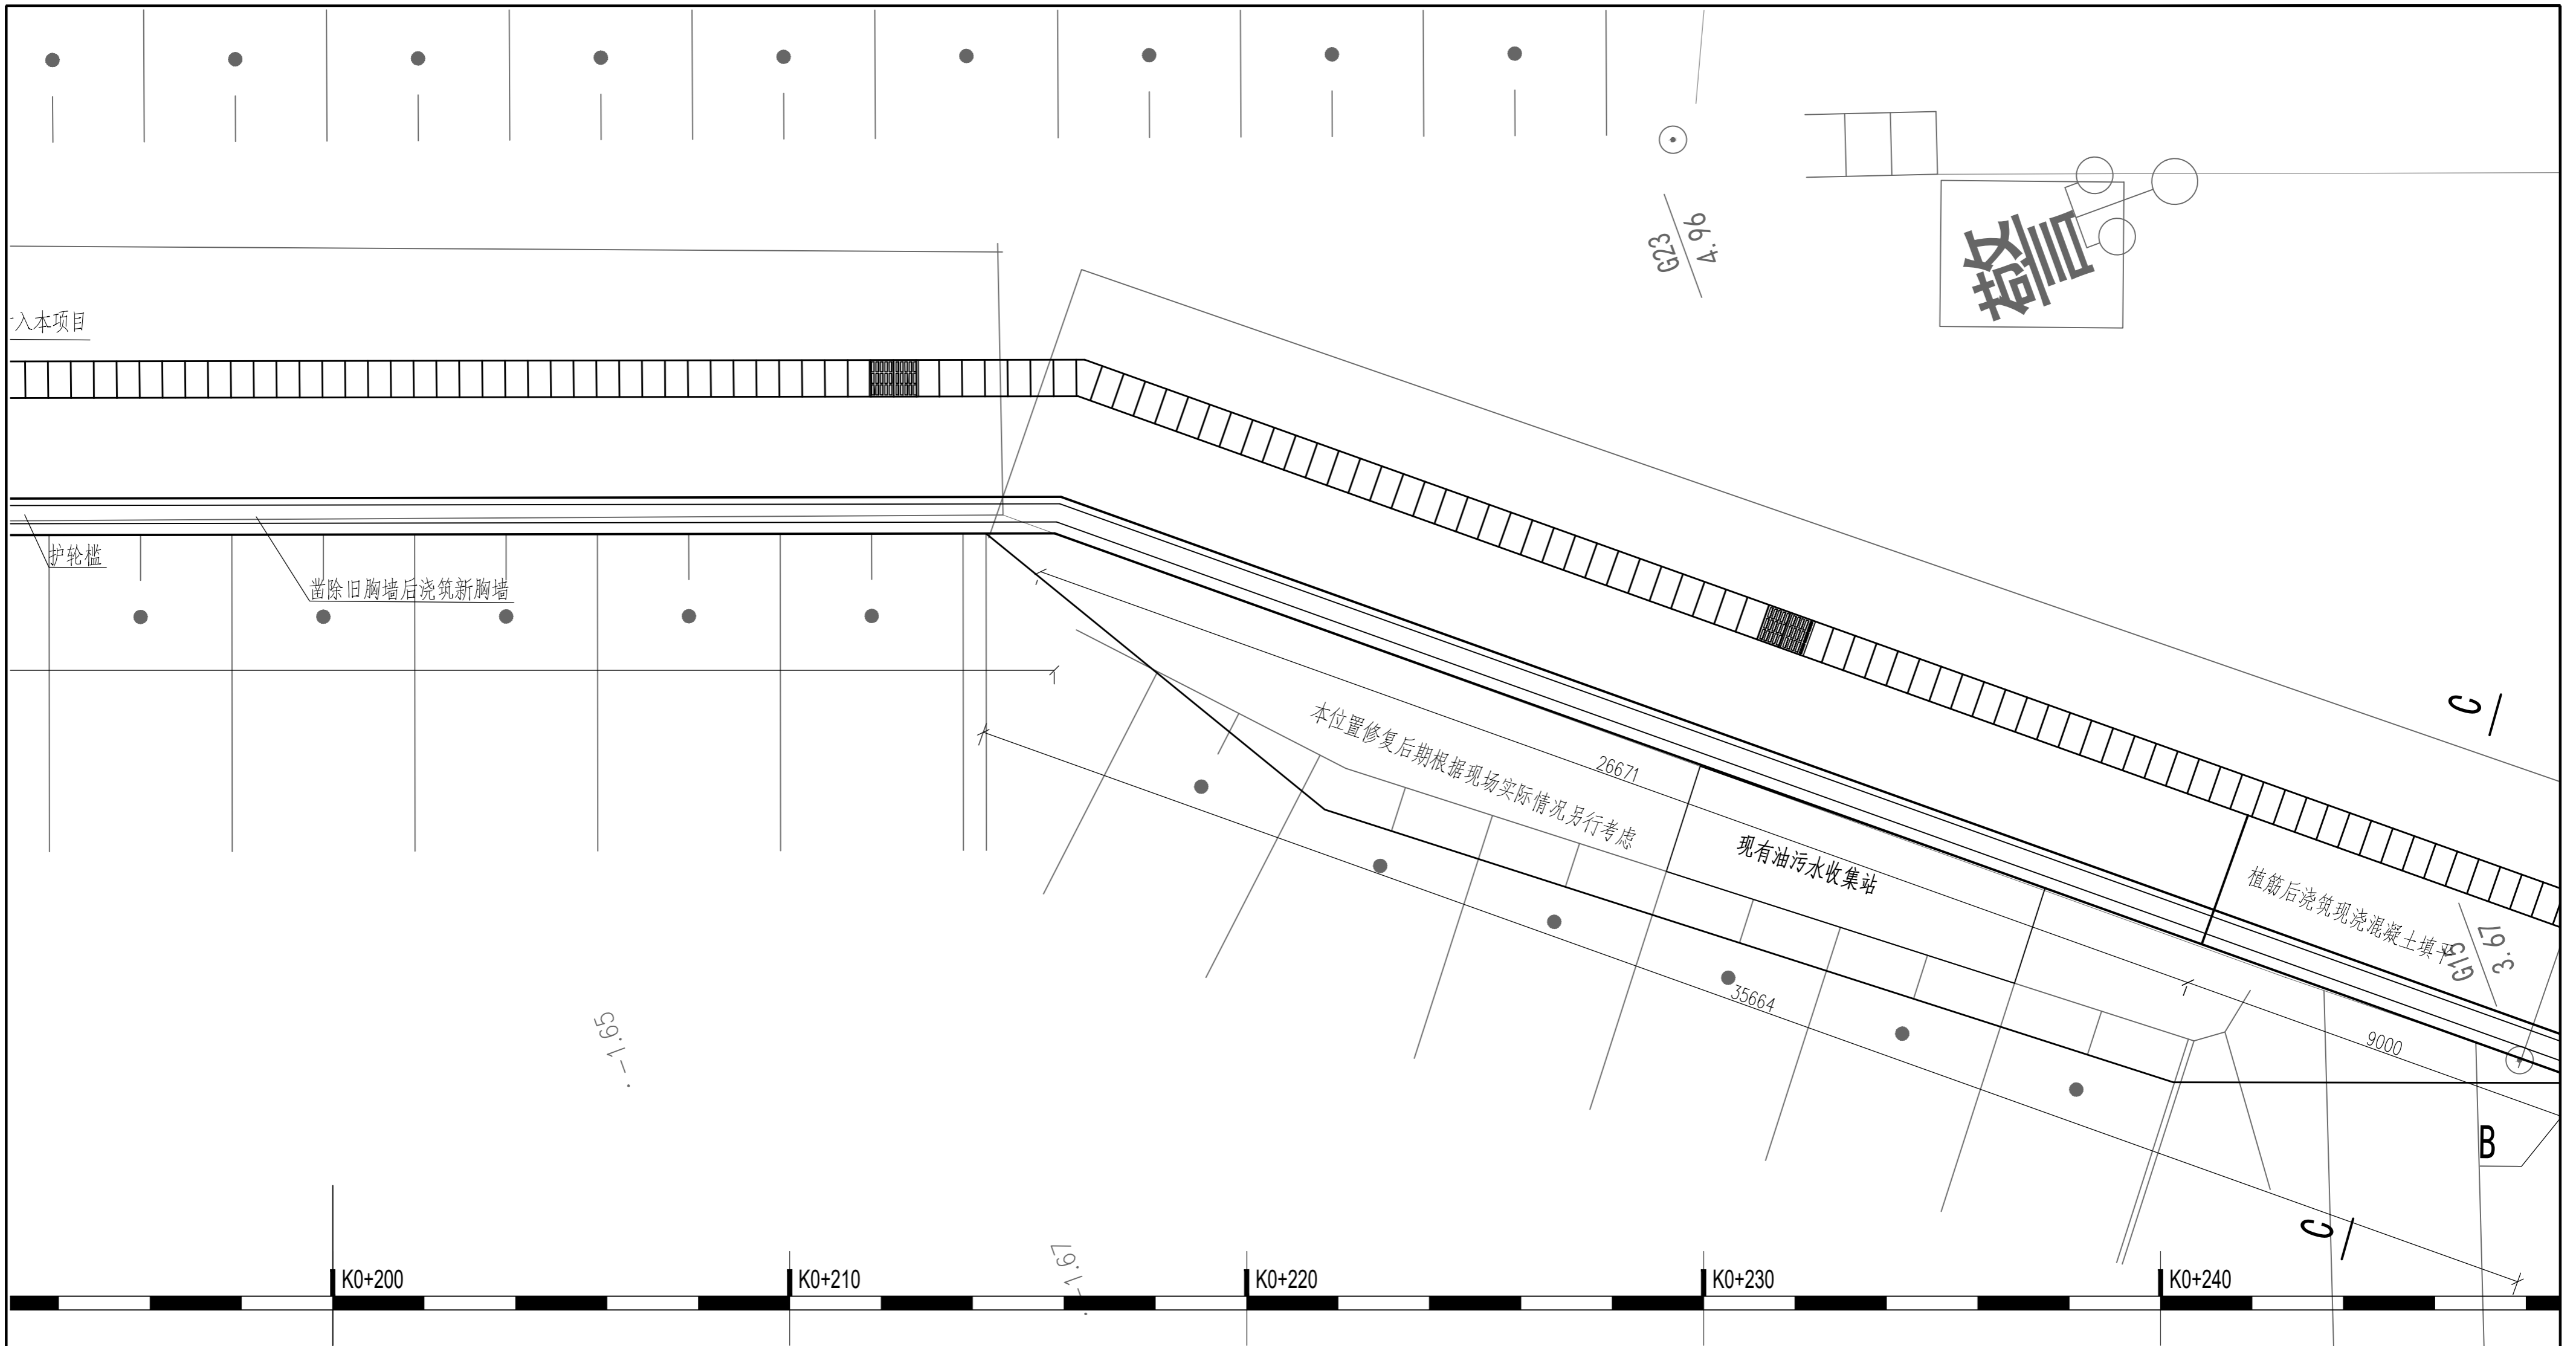 G23
4.96
警
入本项目
护轮槛
凿除旧胸墙后浇筑新胸墙
C
本位置修复后期根据现场实际情况另行考虑
26671
现有油污水收集站
植筋后浇筑现浇混凝土填平
G15
3.67
35664
9000
-1.65
B
C
-1.67
K0+200
K0+210
K0+220
K0+230
K0+240